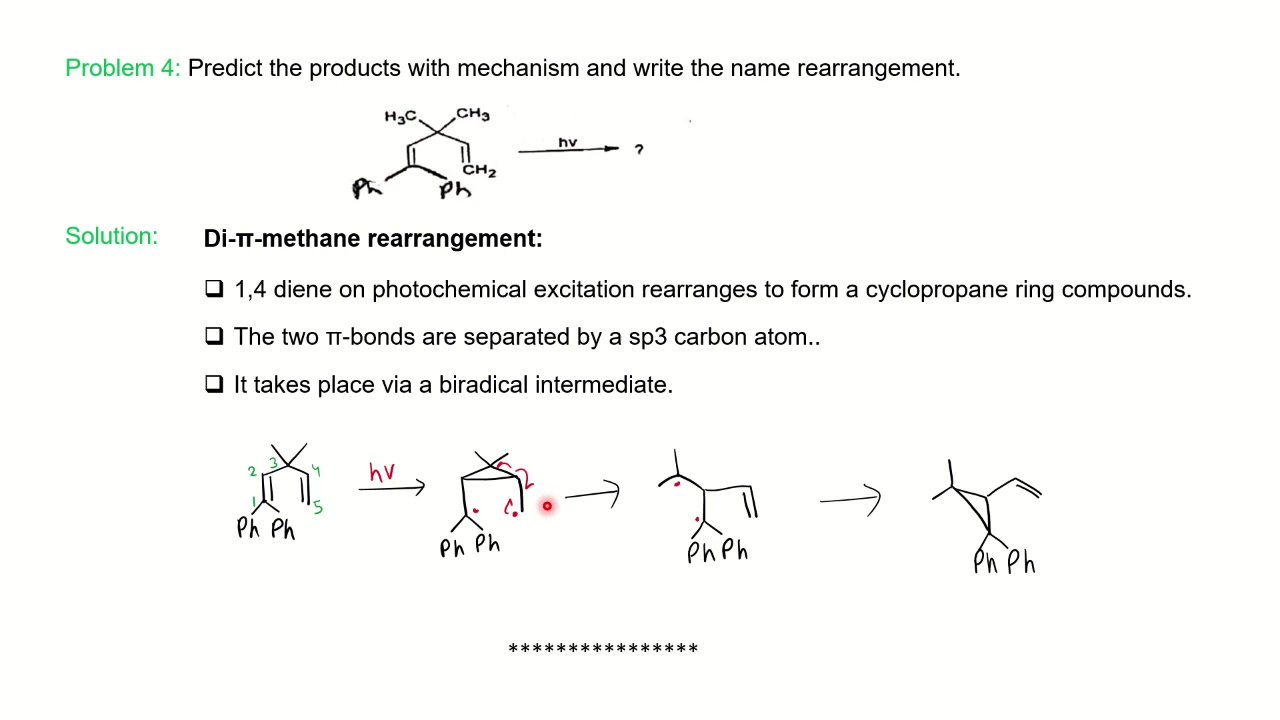 Problem 4: Predict the products with mechanism and write the name rearrangement.
H₃C CH₃
hv
?
CH₂
Ph Ph
Solution: Di-π-methane rearrangement:
❑ 1,4 diene on photochemical excitation rearranges to form a cyclopropane ring compounds.
❑ The two π-bonds are separated by a sp3 carbon atom..
❑ It takes place via a biradical intermediate.
2 3 4 hv
1 5
Ph Ph Ph Ph Ph Ph Ph Ph
****************